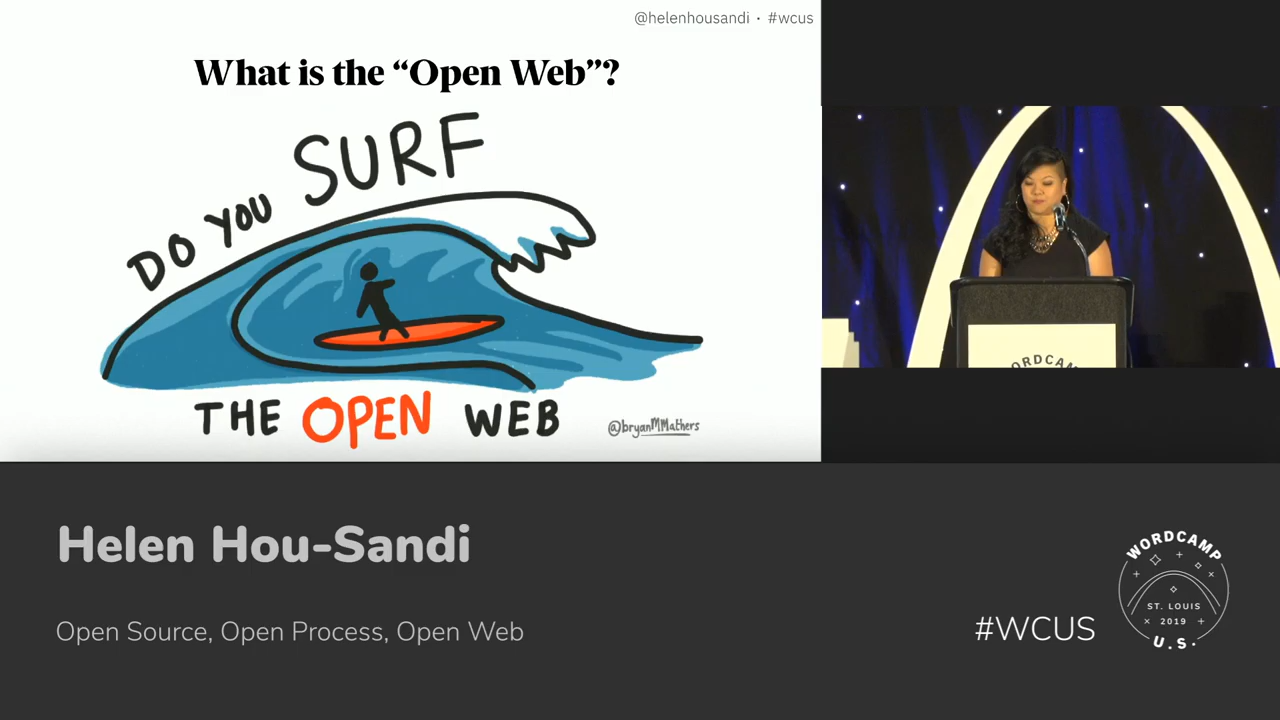 @helenhousandi · #wcus
What is the “Open Web”?
DO YOU SURF
THE OPEN WEB
@bryanMMathers
ORDCAM
Helen Hou-Sandi
Open Source, Open Process, Open Web
#WCUS
WORDCAMP
ST. LOUIS
2019
U.S.